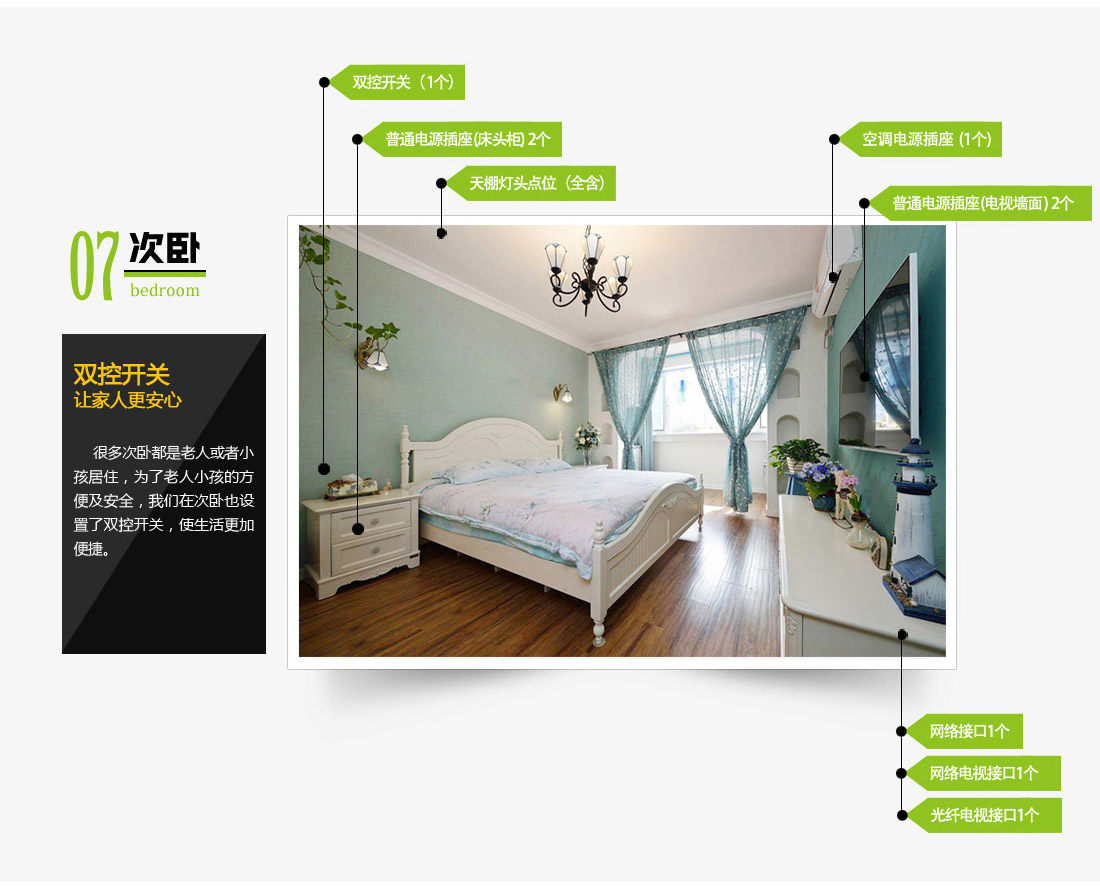 双控开关（1个）
普通电源插座(床头柜) 2个
天棚灯头点位（全含）
空调电源插座 (1个)
普通电源插座(电视墙面) 2个
07 次卧
bedroom
双控开关
让家人更安心
很多次卧都是老人或者小
孩居住，为了老人小孩的方
便及安全，我们在次卧也设
置了双控开关，使生活更加
便捷。
网络接口1个
网络电视接口1个
光纤电视接口1个